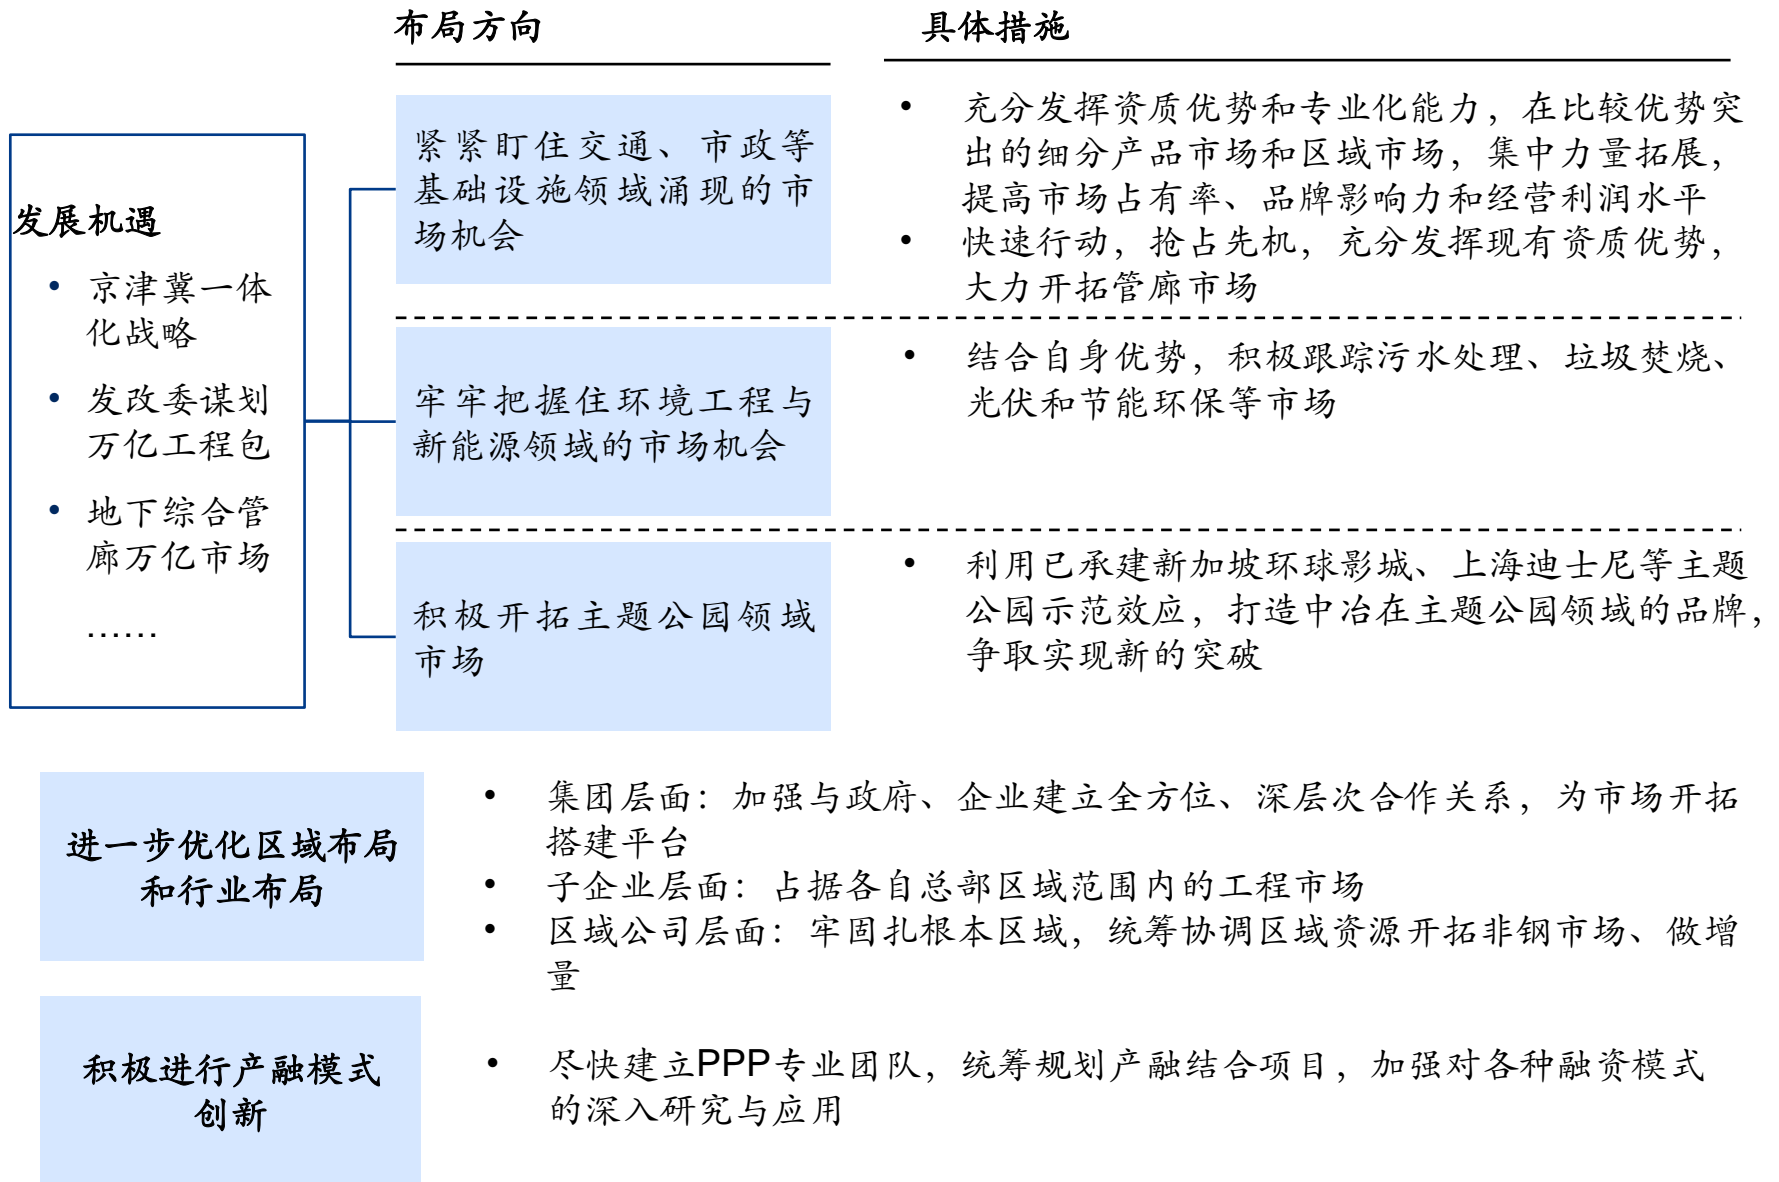 布局方向
具体措施
发展机遇
• 京津冀一体
化战略
• 发改委谋划
万亿工程包
• 地下综合管
廊万亿市场
……
紧紧盯住交通、市政等
基础设施领域涌现的市
场机会
• 充分发挥资质优势和专业化能力，在比较优势突
出的细分产品市场和区域市场，集中力量拓展，
提高市场占有率、品牌影响力和经营利润水平
• 快速行动，抢占先机，充分发挥现有资质优势，
大力开拓管廊市场
牢牢把握住环境工程与
新能源领域的市场机会
• 结合自身优势，积极跟踪污水处理、垃圾焚烧、
光伏和节能环保等市场
积极开拓主题公园领域
市场
• 利用已承建新加坡环球影城、上海迪士尼等主题
公园示范效应，打造中冶在主题公园领域的品牌，
争取实现新的突破
进一步优化区域布局
和行业布局
• 集团层面：加强与政府、企业建立全方位、深层次合作关系，为市场开拓
搭建平台
• 子企业层面：占据各自总部区域范围内的工程市场
• 区域公司层面：牢固扎根本区域，统筹协调区域资源开拓非钢市场、做增
量
积极进行产融模式
创新
• 尽快建立PPP专业团队，统筹规划产融结合项目，加强对各种融资模式
的深入研究与应用